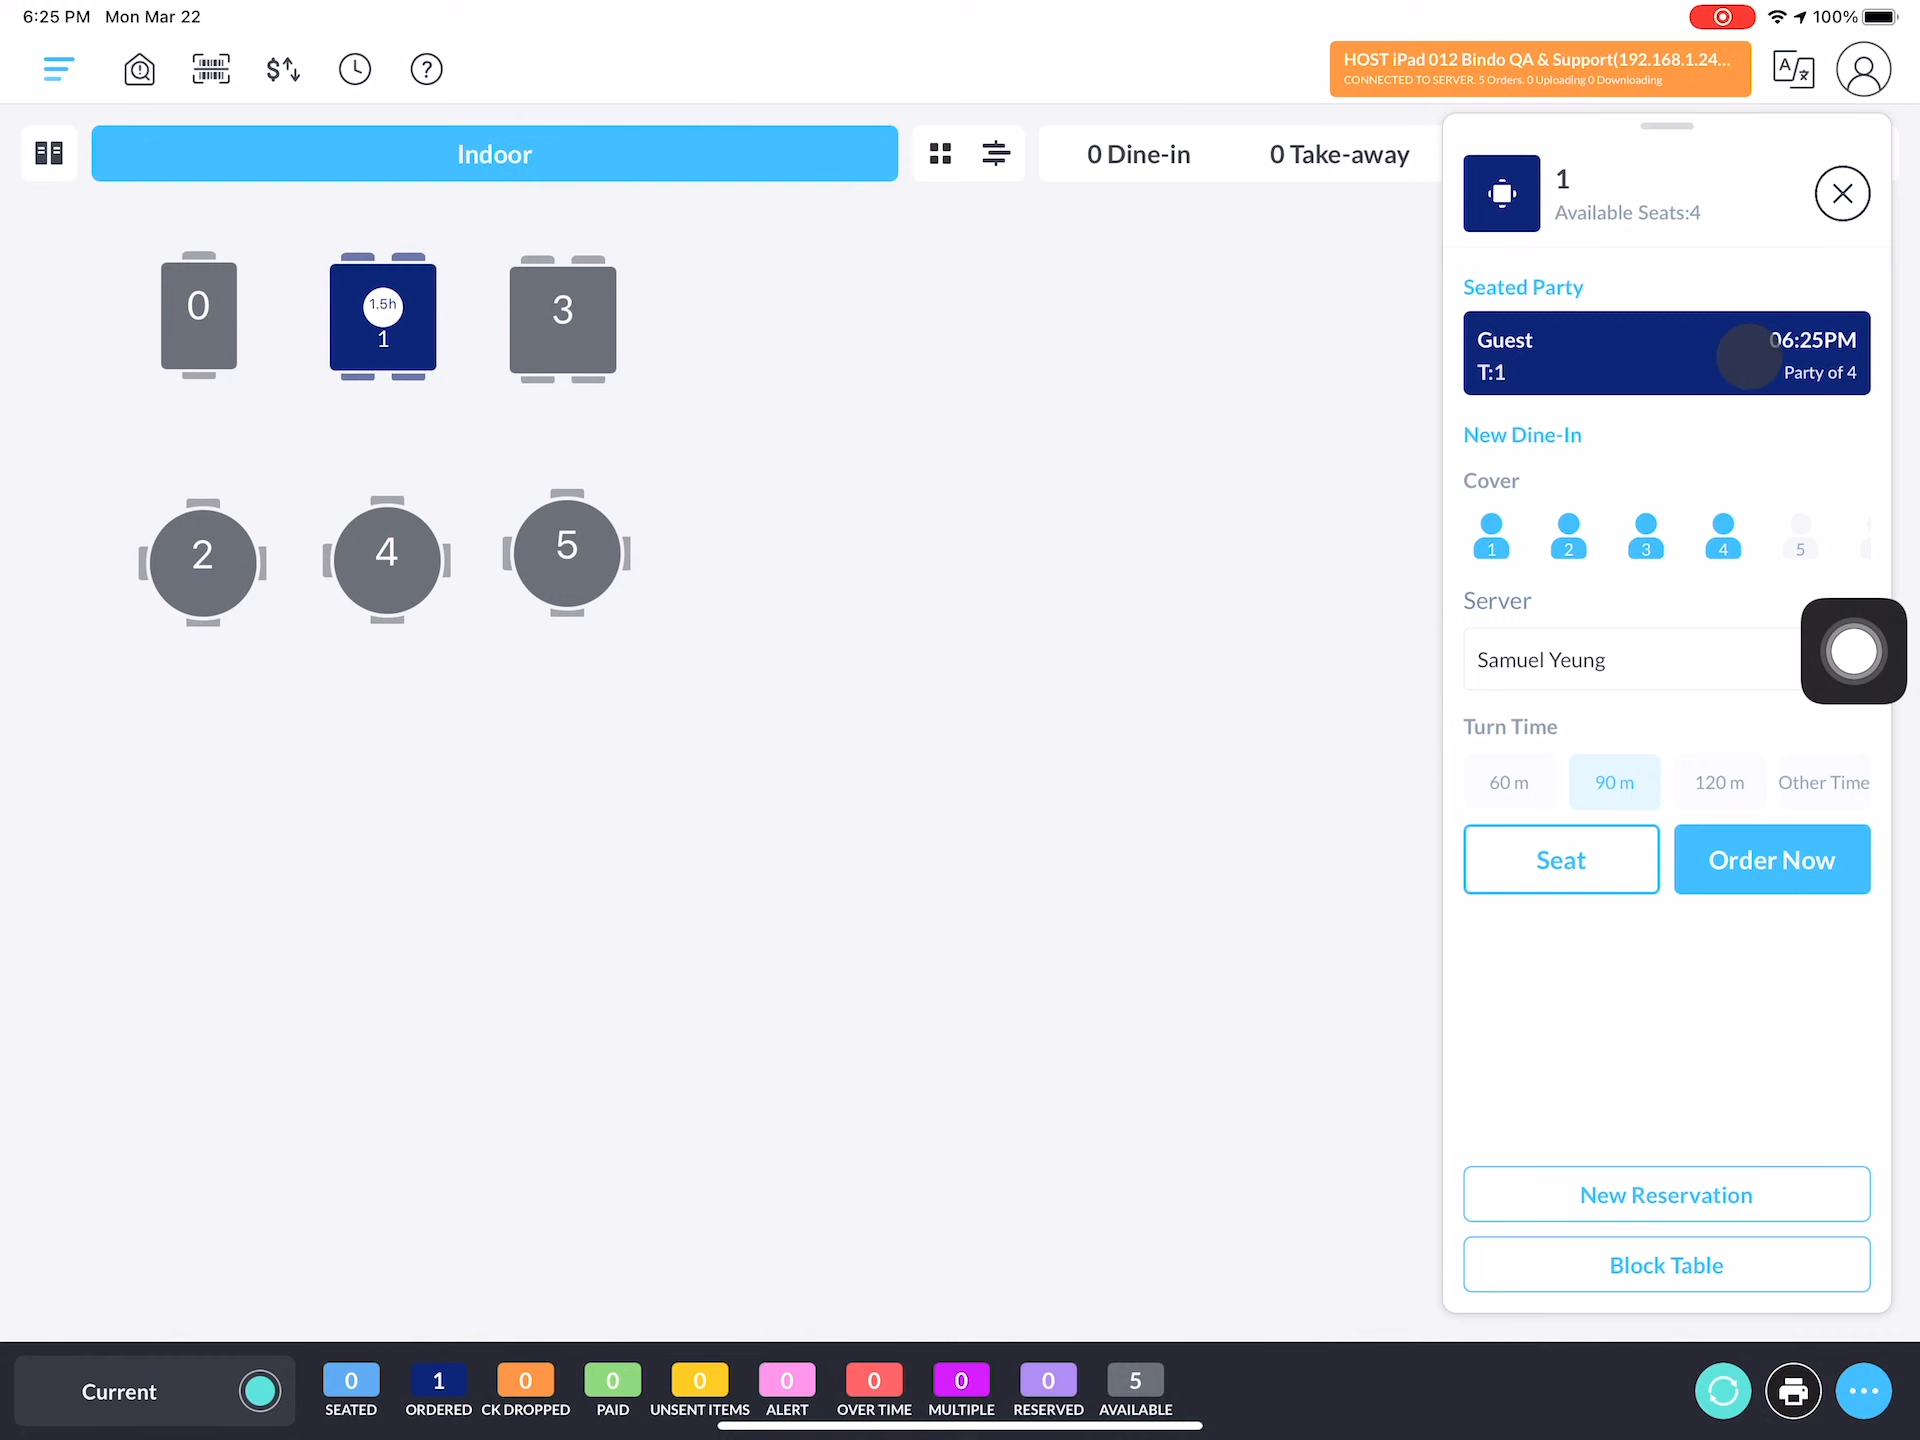 6:25 PM Mon Mar 22
100%
HOST iPad 012 Bindo QA & Support(192.168.1.24...
CONNECTED TO SERVER. 5 Orders. 0 Uploading 0 Downloading
Indoor
0 Dine-in
0 Take-away
0
1.5h
1
3
2
4
5
1
Available Seats:4
Seated Party
Guest
06:25PM
T:1
Party of 4
New Dine-In
Cover
1
2
3
4
5
Server
Samuel Yeung
Turn Time
60 m
90 m
120 m
Other Time
Seat
Order Now
New Reservation
Block Table
Current
0
SEATED
1
ORDERED
0
CK DROPPED
0
PAID
0
UNSENT ITEMS
0
ALERT
0
OVER TIME
0
MULTIPLE
0
RESERVED
5
AVAILABLE